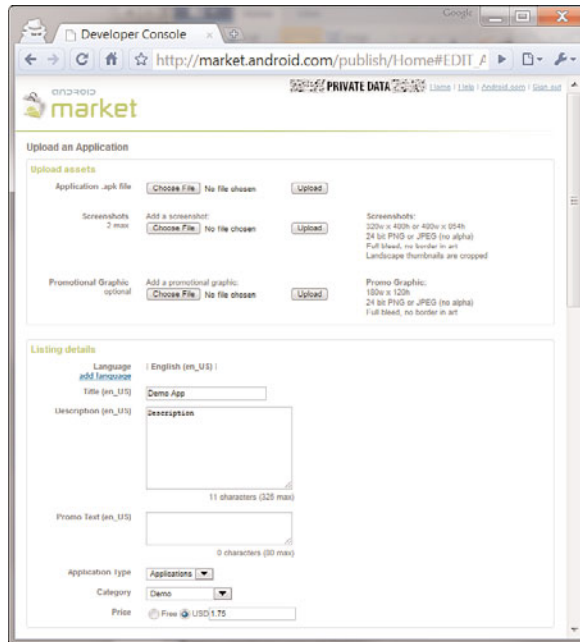 Google
Developer Console
http://market.android.com/publish/Home#EDIT_A
PRIVATE DATA
Home | Help | Android.com | Sign out
android
market
Upload an Application
Upload assets
Application .apk file
Choose File No file chosen
Upload
Screenshots
2 max
Add a screenshot:
Choose File No file chosen
Upload
Screenshots:
24 bit PNG or JPEG (no alpha)
Full bleed, no border in art
Landscape thumbnails are cropped
Promotional Graphic
optional
Add a promotional graphic:
Choose File No file chosen
Upload
Promo Graphic:
180w x 120h
24 bit PNG or JPEG (no alpha)
Full bleed, no border in art
Listing details
Language
add language
| English (en_US) |
Title (en_US)
Demo App
Description (en_US)
Description
11 characters (325 max)
Promo Text (en_US)
0 characters (80 max)
Application Type
Applications
Category
Demo
Price
Free USD 1.75